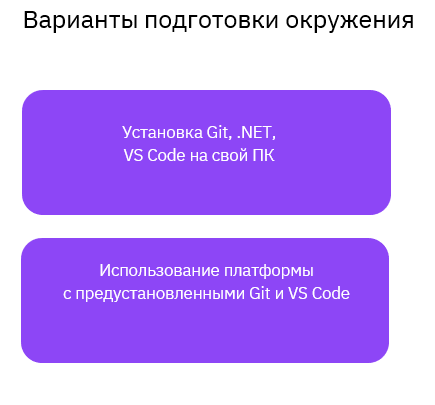 Варианты подготовки окружения
Установка Git, .NET,
VS Code на свой ПК
Использование платформы
с предустановленными Git и VS Code